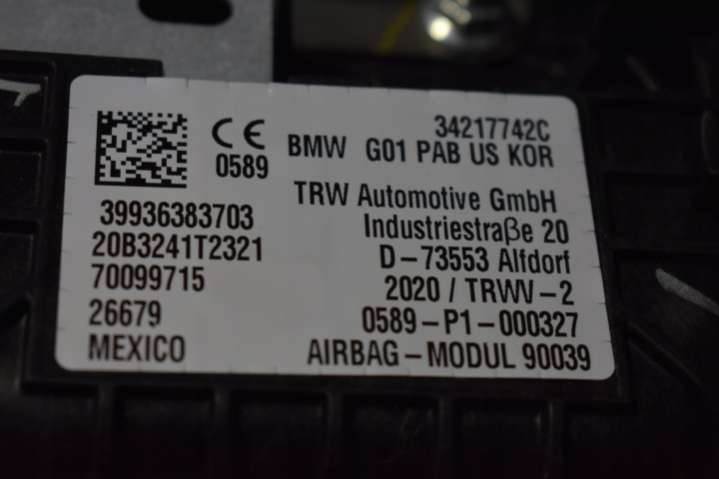 34217742C
CE BMW G01 PAB US KOR
0589
TRW Automotive GmbH
39936383703
Industriestraße 20
20B3241T2321
D-73553 Alfdorf
70099715
2020 / TRWV-2
26679
0589-P1-000327
MEXICO
AIRBAG-MODUL 90039